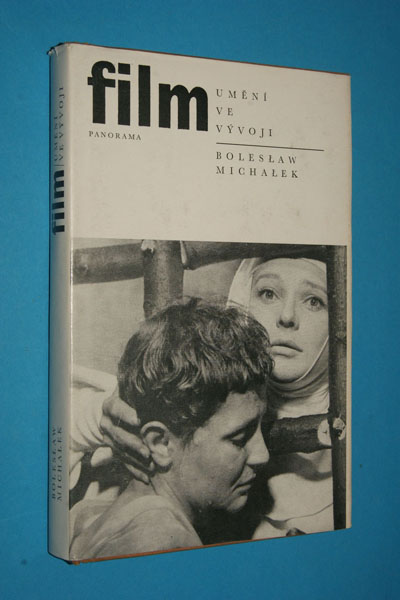 film
UMĚNÍ
VE
VÝVOJI
PANORAMA
BOLESŁAW
MICHAŁEK
film
UMĚNÍ
VE VÝVOJI
BOLESŁAW
MICHAŁEK